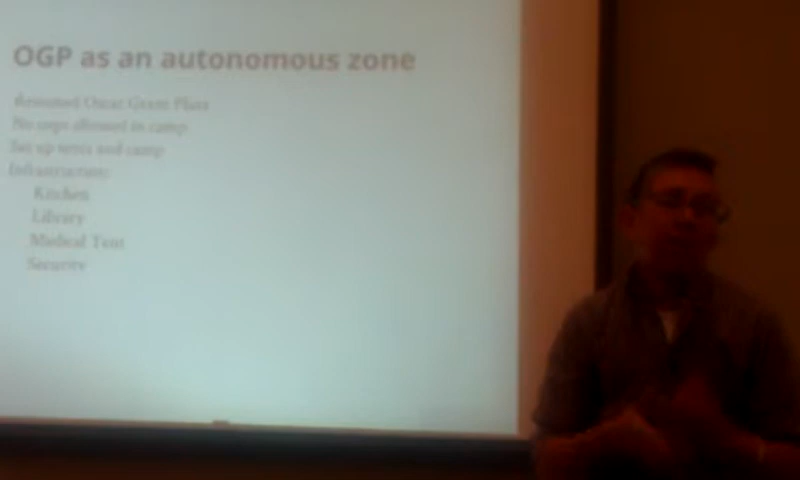 OGP as an autonomous zone
Renamed Oscar Grant Plaza
No cops allowed in camp
Set up tents and camp
Infrastructure:
Kitchen
Library
Medical Tent
Security